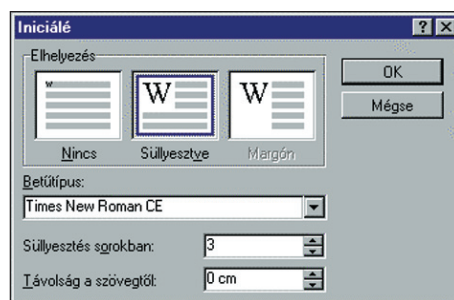 Iniciálé
Elhelyezés
OK
Mégse
W W W
Nincs Süllyesztve Margón
Betűtípus:
Times New Roman CE
Süllyesztés sorokban: 3
Távolság a szövegtől: 0 cm